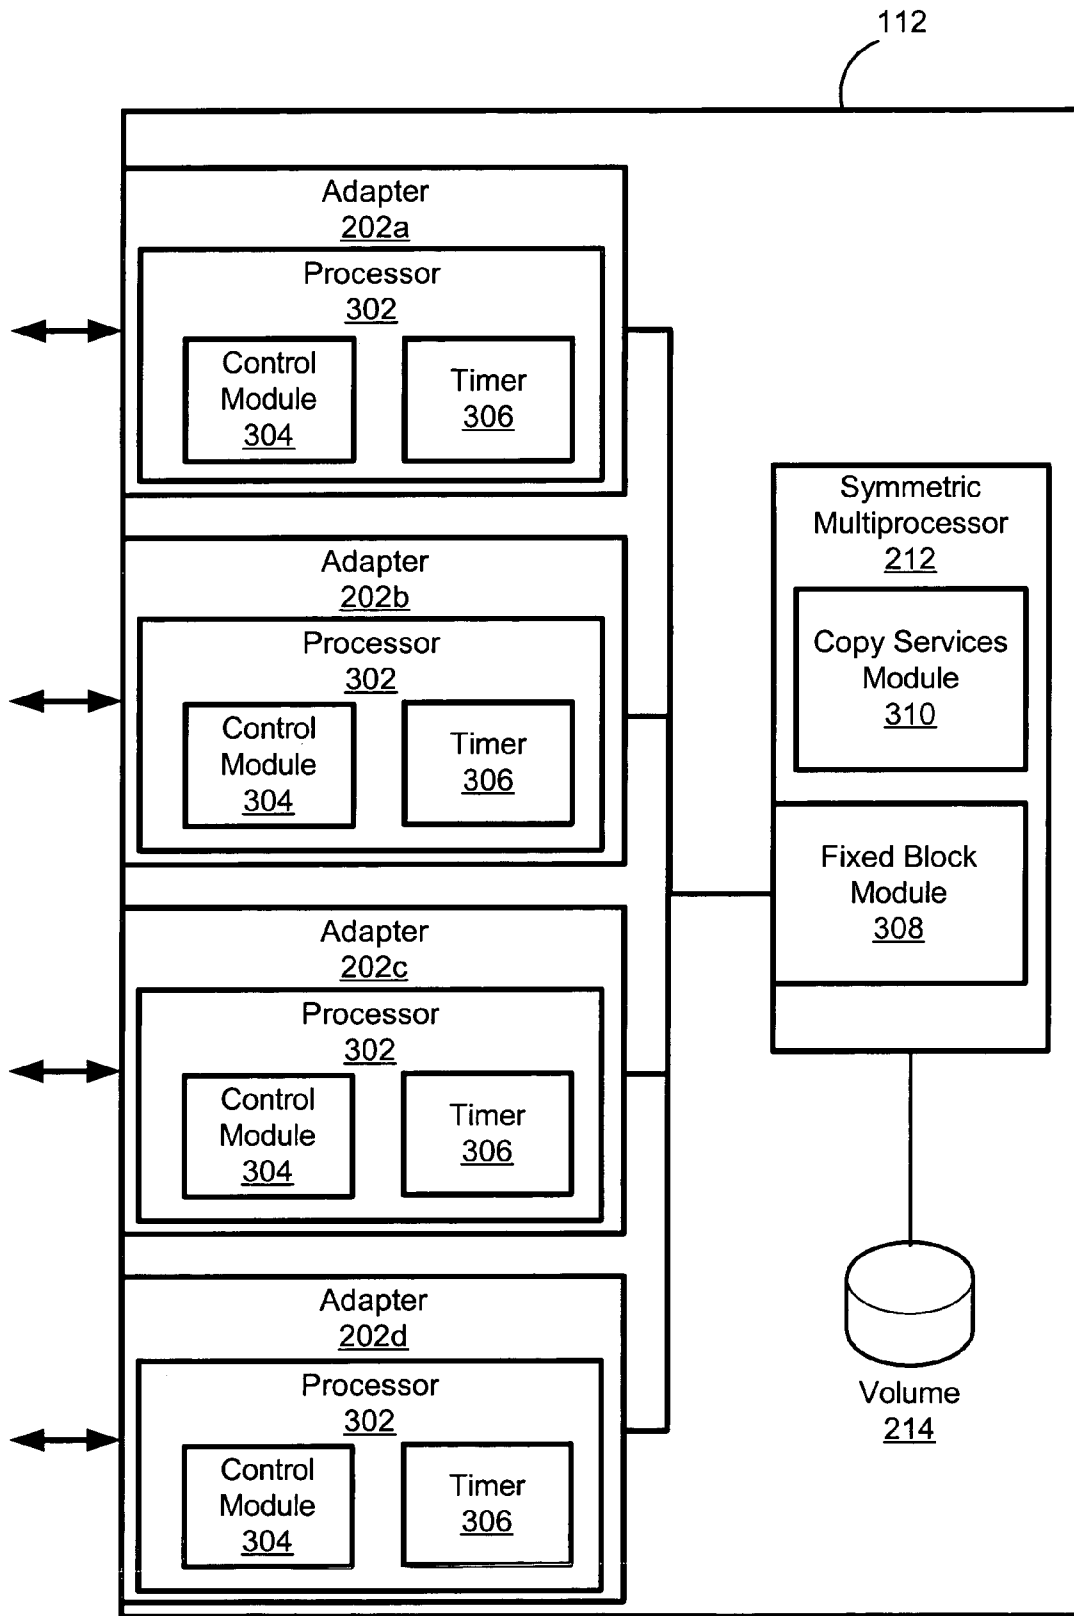 112
Adapter
202a
Processor
302
Control
Module
304
Timer
306
Adapter
202b
Processor
302
Control
Module
304
Timer
306
Adapter
202c
Processor
302
Control
Module
304
Timer
306
Adapter
202d
Processor
302
Control
Module
304
Timer
306
Symmetric
Multiprocessor
212
Copy Services
Module
310
Fixed Block
Module
308
Volume
214